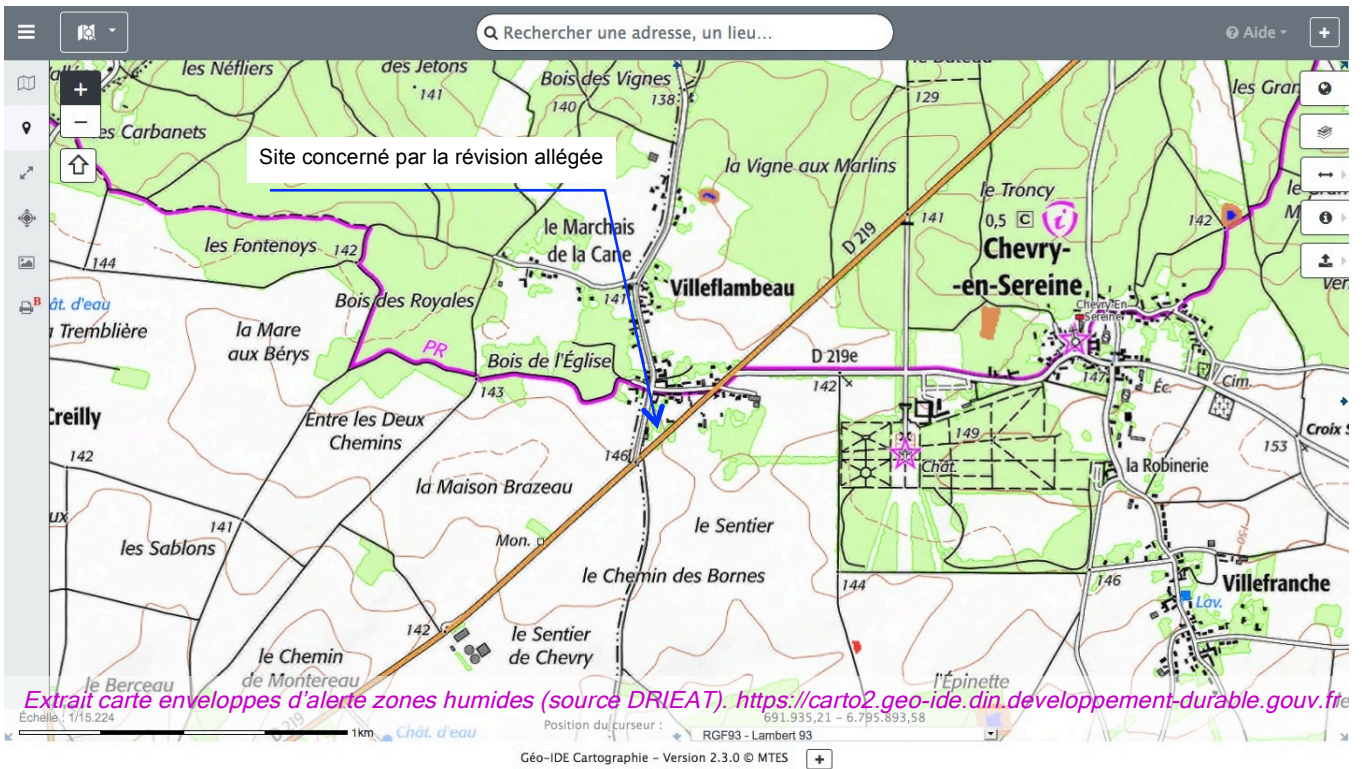 Rechercher une adresse, un lieu…
Aide
les Néfliers
des Jetons
141
Bois des Vignes
140
138
129
les Gran
es Carbanets
Site concerné par la révision allégée
la Vigne aux Marlins
le Troncy
0,5 C
i
142
141
D 219
Chevry-
-en-Sereine
le Marchais
de la Cane
les Fontenoys
142
144
141
Villeflambeau
Bois des Royales
ât. d'eau
Tremblière
la Mare
aux Bérys
PR
Bois de l'Église
D 219e
142
Chevry-En
Sereine
147
Éc.
Cim.
143
Creilly
Entre les Deux
Chemins
142
146
149
Chât.
153
Croix S
la Robinerie
la Maison Brazeau
ux
141
les Sablons
Mon.
le Sentier
150
le Chemin des Bornes
144
146
Villefranche
Lav.
142
le Sentier
de Chevry
le Chemin
de Montereau
le Berceau
l'Épinette
D 219
Extrait carte enveloppes d'alerte zones humides (source DRIEAT). https://carto2.geo-ide.din.developpement-durable.gouv.fr
Échelle : 1/15.224
1km
Chât. d'eau
Position du curseur :
691.935,21 – 6.795.893,58
RGF93 - Lambert 93
Géo-IDE Cartographie – Version 2.3.0 © MTES